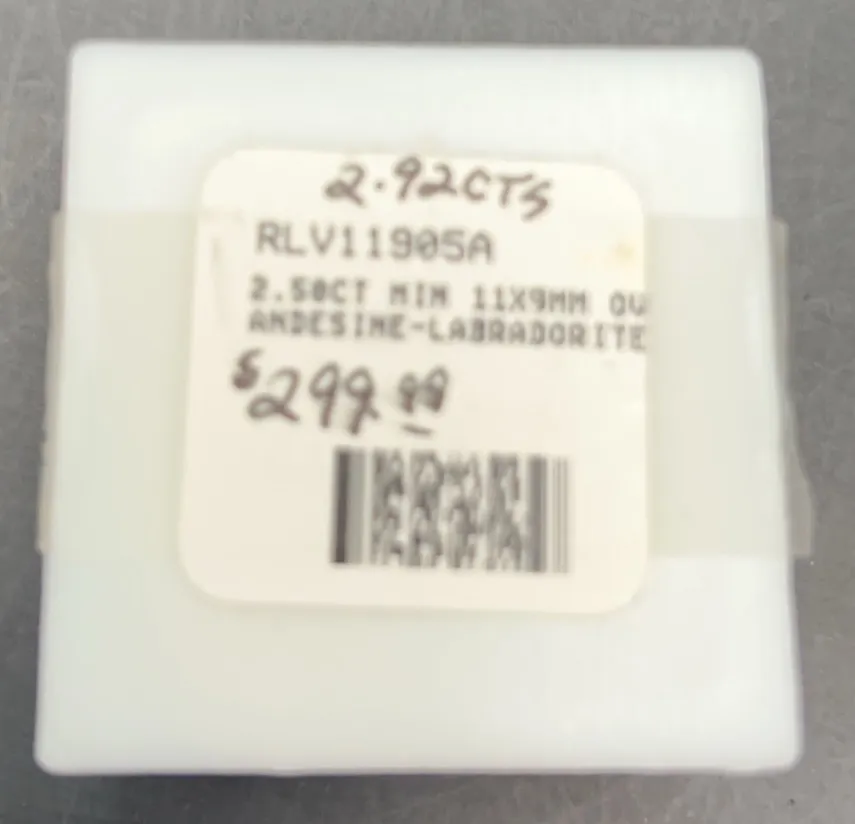 2.92CTS
RLV11905A
2.50CT MIN 11X9MM OV
ANDESINE-LABRADORITE
$299.99